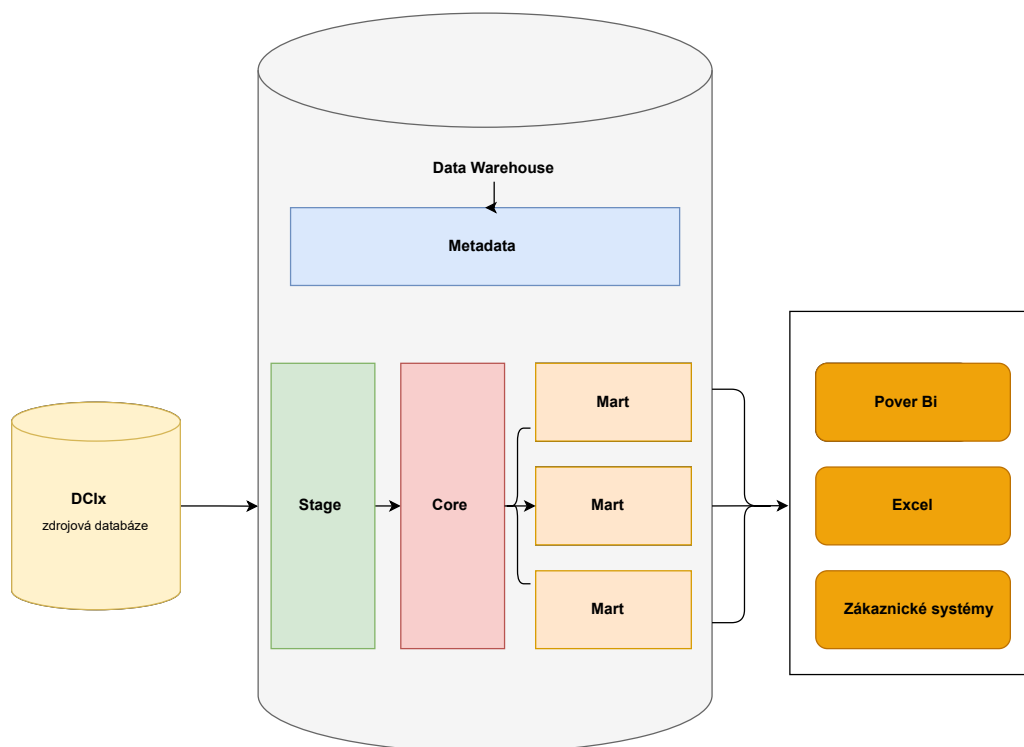 Data Warehouse
Metadata
DCIx
zdrojová databáze
Stage
Core
Mart
Mart
Mart
Pover Bi
Excel
Zákaznické systémy